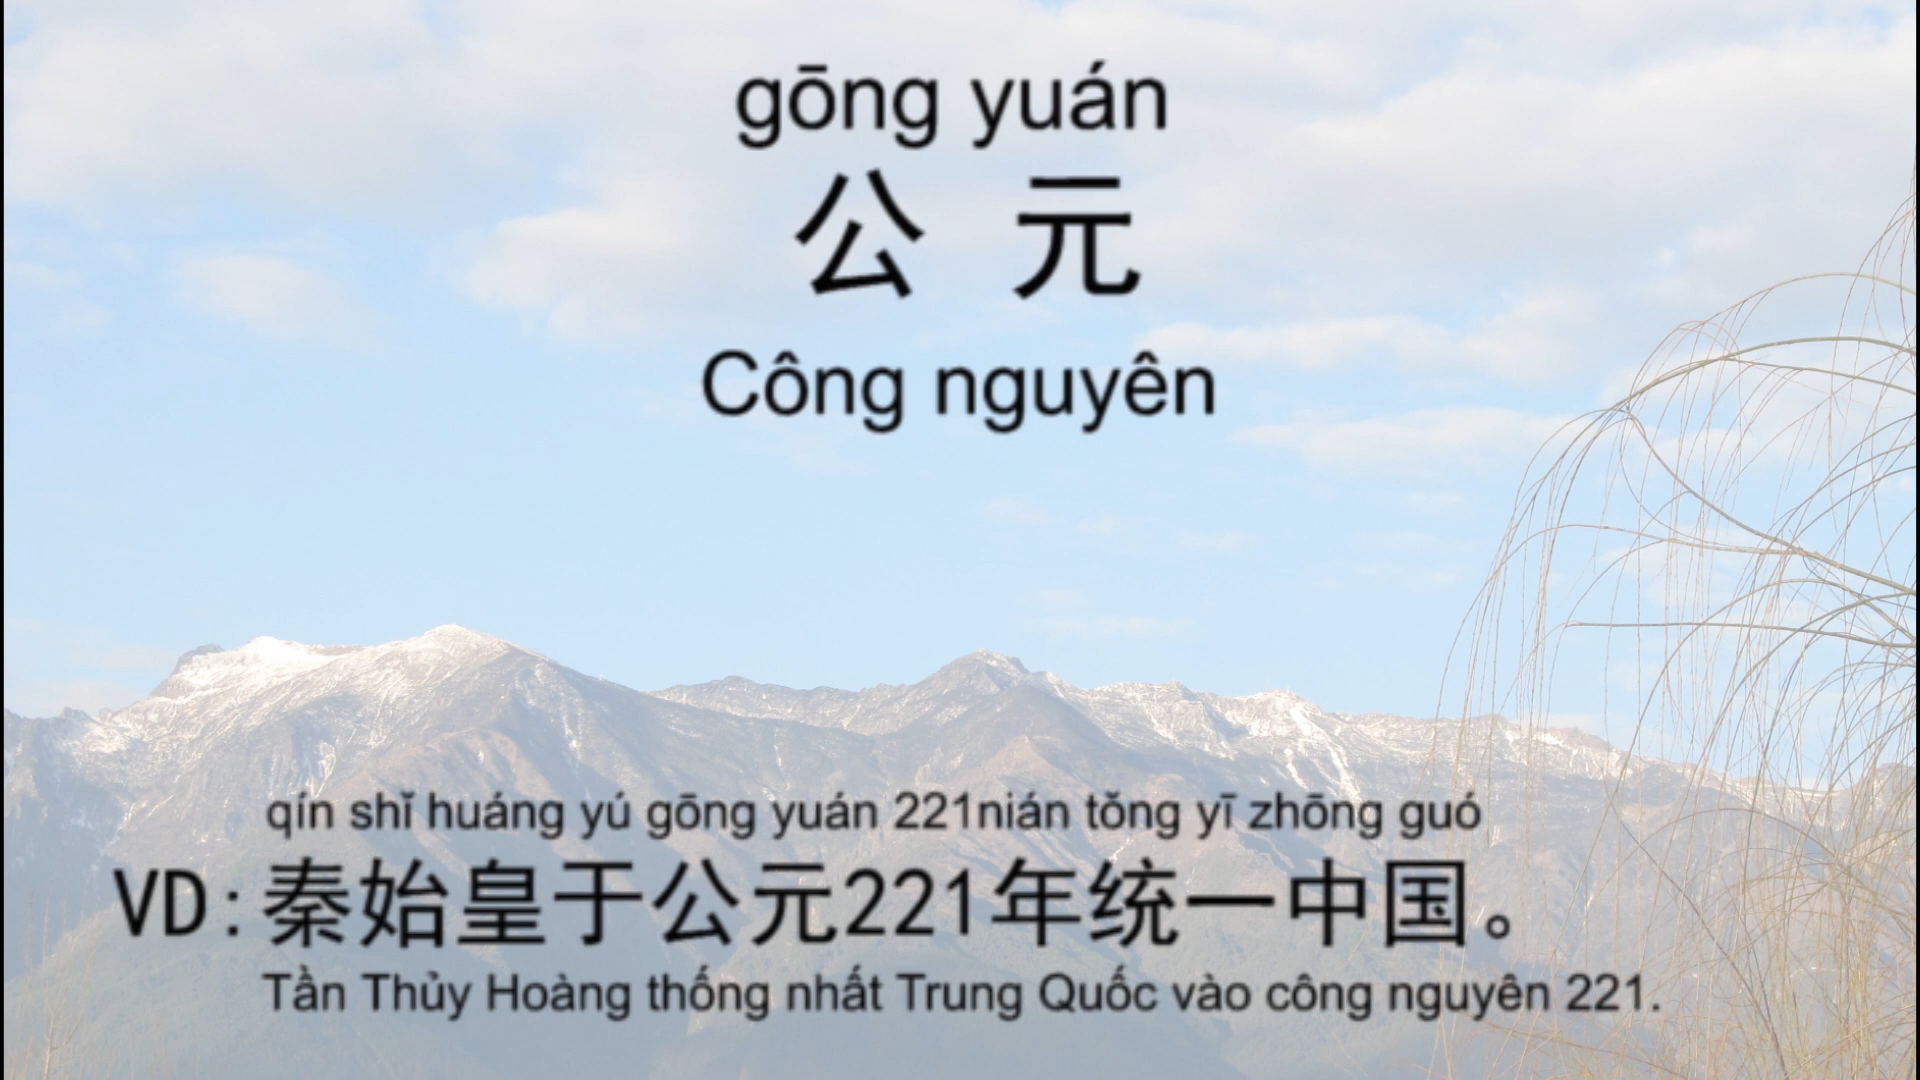 gōng yuán
公元
Công nguyên
qín shǐ huáng yú gōng yuán 221nián tǒng yī zhōng guó
VD:秦始皇于公元221年统一中国。
Tần Thủy Hoàng thống nhất Trung Quốc vào công nguyên 221.